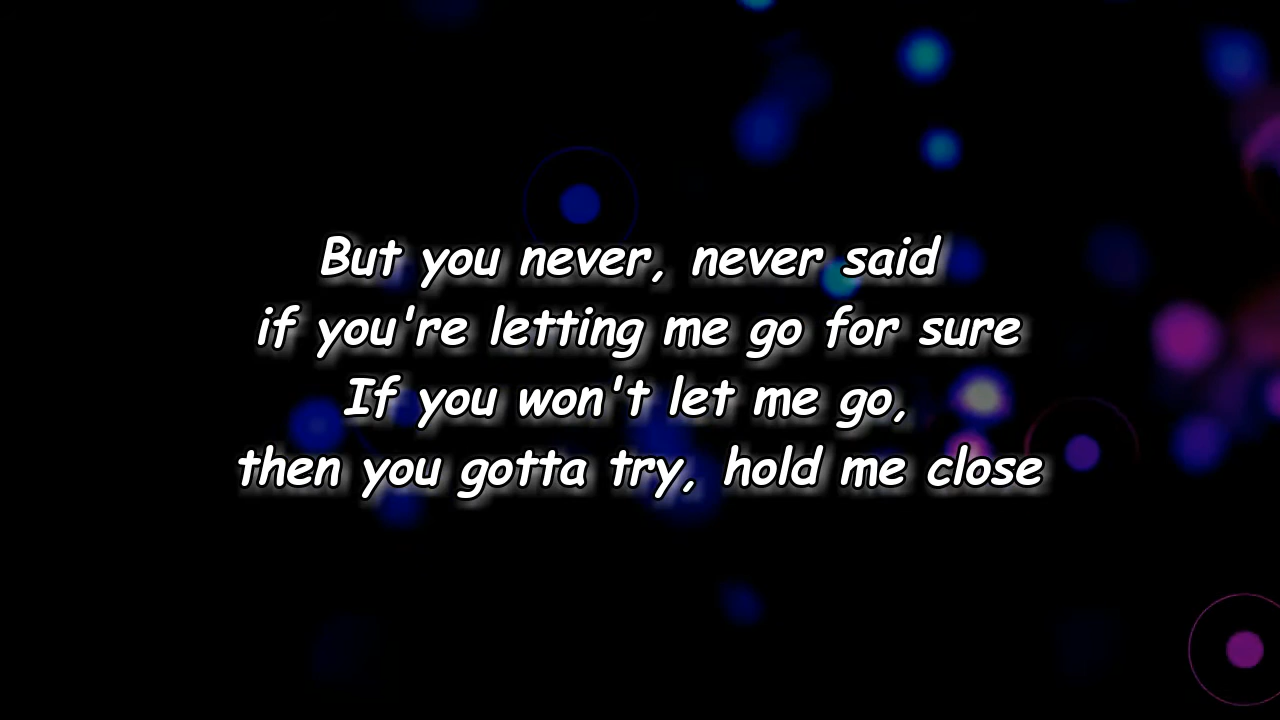 But you never, never said
if you're letting me go for sure
If you won't let me go,
then you gotta try, hold me close